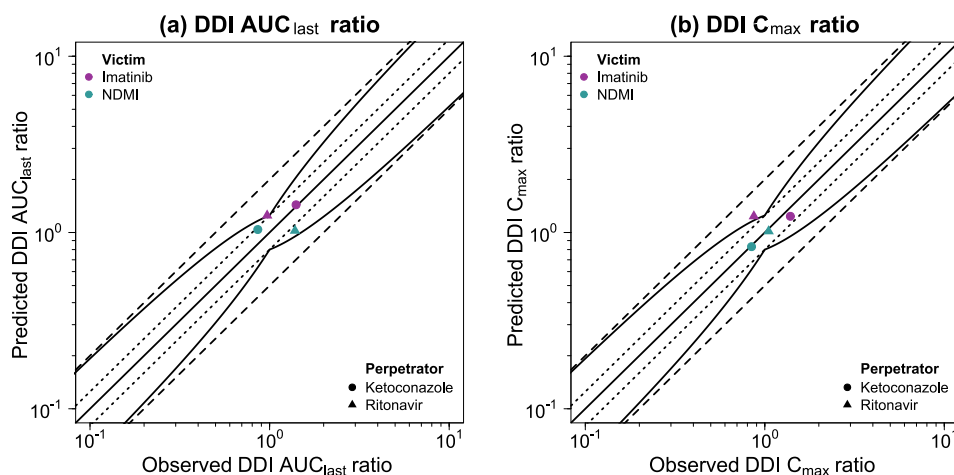 (a) DDI AUClast ratio
Victim
Imatinib
NDMI
Perpetrator
Ketoconazole
Ritonavir
Predicted DDI AUClast ratio
10¹
10⁰
10⁻¹
10⁻¹
10⁰
10¹
Observed DDI AUClast ratio
(b) DDI Cmax ratio
Victim
Imatinib
NDMI
Perpetrator
Ketoconazole
Ritonavir
Predicted DDI Cmax ratio
10¹
10⁰
10⁻¹
10⁻¹
10⁰
10¹
Observed DDI Cmax ratio